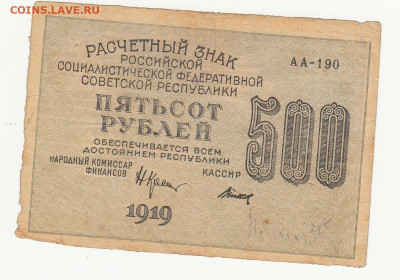 COINS.ЛАВЕ.RU
РАСЧЕТНЫЙ ЗНАК
РОССИЙСКОЙ
СОЦИАЛИСТИЧЕСКОЙ ФЕДЕРАТИВНОЙ
СОВЕТСКОЙ РЕСПУБЛИКИ
АА-190
ПЯТЬСОТ
РУБЛЕЙ
500
ОБЕСПЕЧИВАЕТСЯ ВСЕМ
ДОСТОЯНИЕМ РЕСПУБЛИКИ
НАРОДНЫЙ КОМИССАР
ФИНАНСОВ
КАССИР
1919